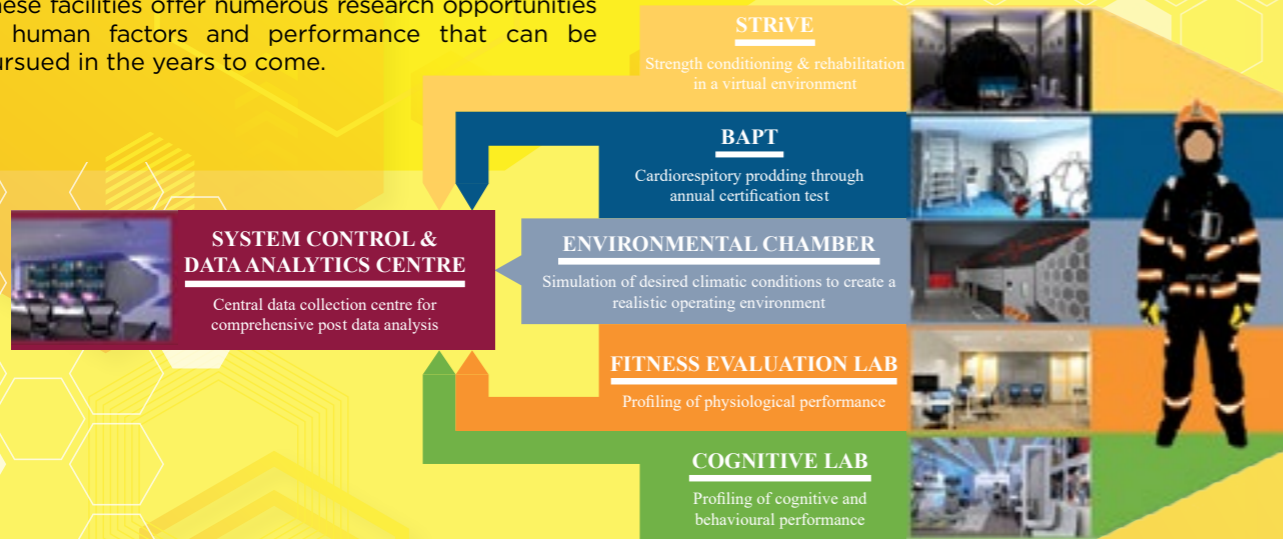 hese facilities offer numerous research opportunities
human factors and performance that can be
ursued in the years to come.
STRiVE
Strength conditioning & rehabilitation
in a virtual environment
BAPT
Cardiorespitory prodding through
annual certification test
SYSTEM CONTROL &
DATA ANALYTICS CENTRE
Central data collection centre for
comprehensive post data analysis
ENVIRONMENTAL CHAMBER
Simulation of desired climatic conditions to create a
realistic operating environment
FITNESS EVALUATION LAB
Profiling of physiological performance
COGNITIVE LAB
Profiling of cognitive and
behavioural performance